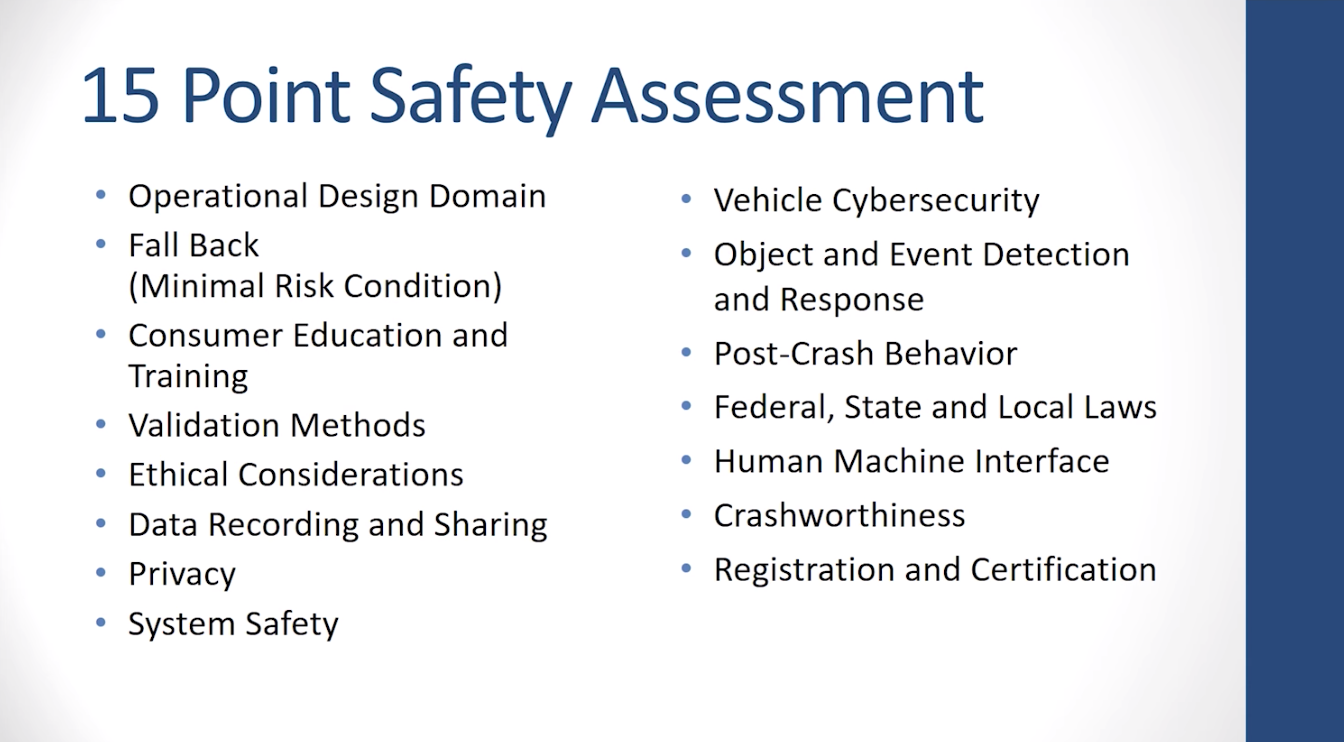 15 Point Safety Assessment
• Operational Design Domain
• Fall Back
(Minimal Risk Condition)
• Consumer Education and
Training
• Validation Methods
• Ethical Considerations
• Data Recording and Sharing
• Privacy
• System Safety
• Vehicle Cybersecurity
• Object and Event Detection
and Response
• Post-Crash Behavior
• Federal, State and Local Laws
• Human Machine Interface
• Crashworthiness
• Registration and Certification